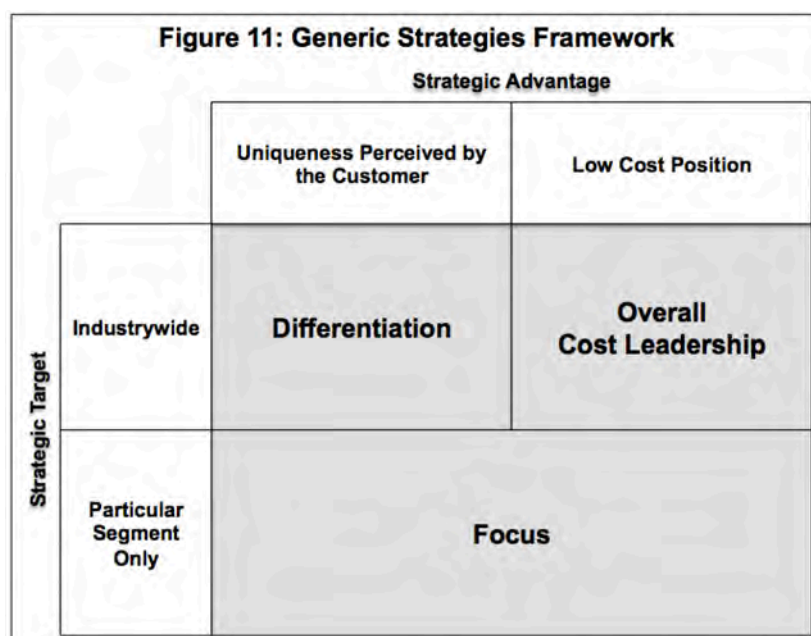 Figure 11: Generic Strategies Framework
Strategic Advantage
Uniqueness Perceived by
the Customer
Low Cost Position
Strategic Target
Industrywide
Differentiation
Overall
Cost Leadership
Particular
Segment
Only
Focus